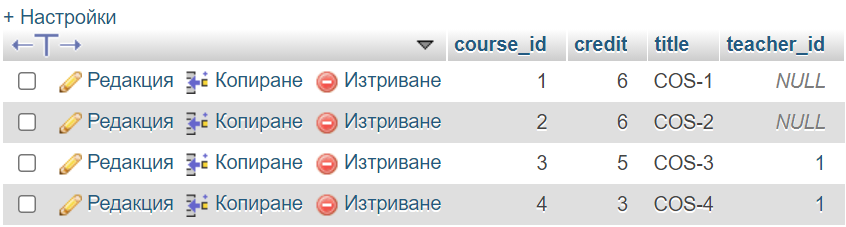 + Настройки
←T→ course_id credit title teacher_id
Редакция Копиране Изтриване 1 6 COS-1 NULL
Редакция Копиране Изтриване 2 6 COS-2 NULL
Редакция Копиране Изтриване 3 5 COS-3 1
Редакция Копиране Изтриване 4 3 COS-4 1